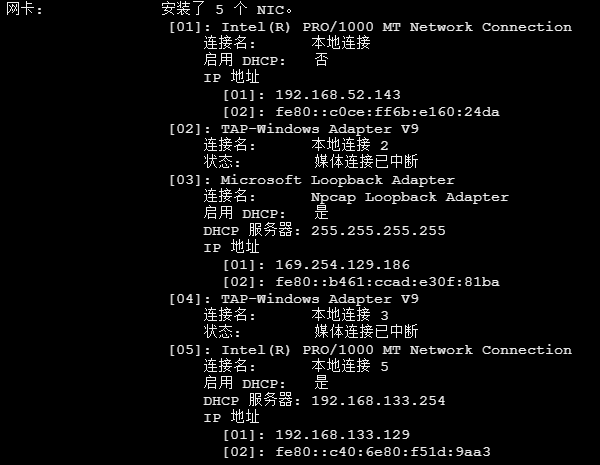 网卡: 安装了 5 个 NIC。
[01]: Intel(R) PRO/1000 MT Network Connection
连接名: 本地连接
启用 DHCP: 否
IP 地址
[01]: 192.168.52.143
[02]: fe80::c0ce:ff6b:e160:24da
[02]: TAP-Windows Adapter V9
连接名: 本地连接 2
状态: 媒体连接已中断
[03]: Microsoft Loopback Adapter
连接名: Npcap Loopback Adapter
启用 DHCP: 是
DHCP 服务器: 255.255.255.255
IP 地址
[01]: 169.254.129.186
[02]: fe80::b461:ccad:e30f:81ba
[04]: TAP-Windows Adapter V9
连接名: 本地连接 3
状态: 媒体连接已中断
[05]: Intel(R) PRO/1000 MT Network Connection
连接名: 本地连接 5
启用 DHCP: 是
DHCP 服务器: 192.168.133.254
IP 地址
[01]: 192.168.133.129
[02]: fe80::c40:6e80:f51d:9aa3